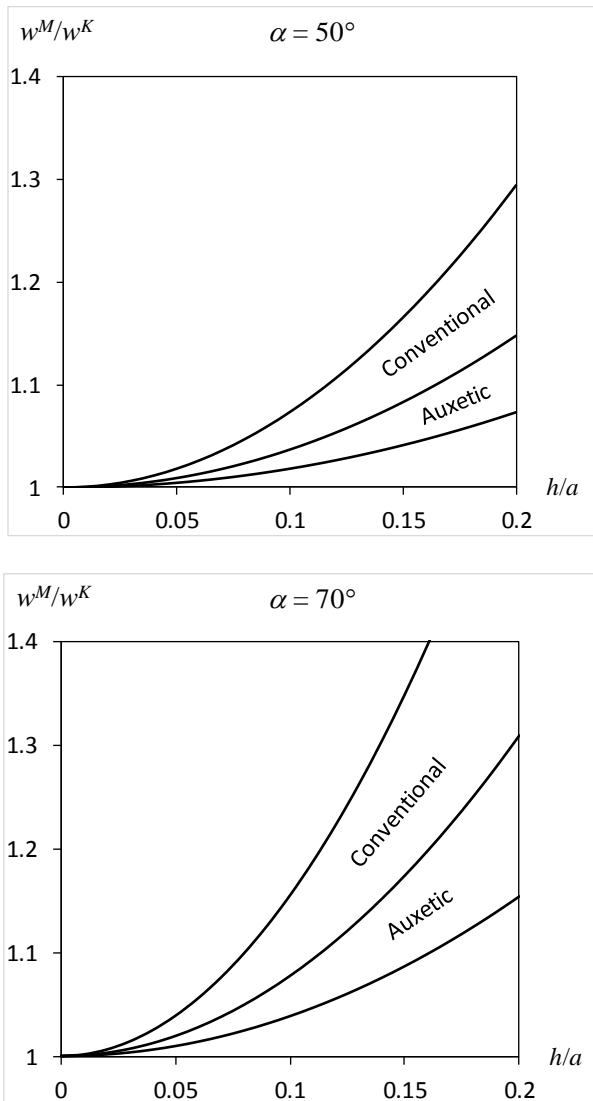 w^M/w^K α = 50°
1.4
1.3
1.2
Conventional
1.1
Auxetic
1
h/a
0 0.05 0.1 0.15 0.2
w^M/w^K α = 70°
1.4
1.3
Conventional
1.2
Auxetic
1.1
1
h/a
0 0.05 0.1 0.15 0.2